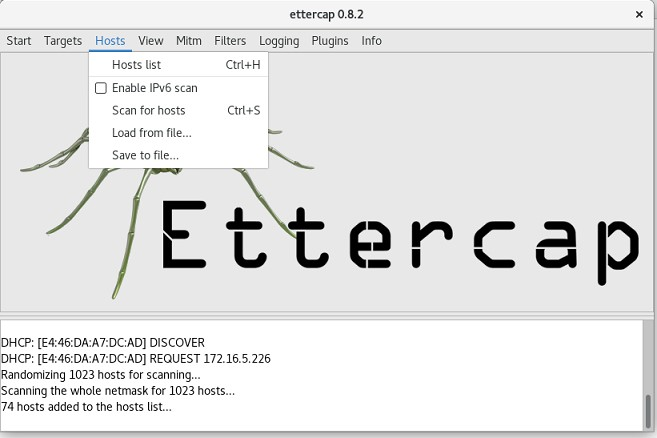 ettercap 0.8.2 ×
Start Targets Hosts View Mitm Filters Logging Plugins Info
Hosts list Ctrl+H
Enable IPv6 scan
Scan for hosts Ctrl+S
Load from file...
Save to file...
Ettercap
DHCP: [E4:46:DA:A7:DC:AD] DISCOVER
DHCP: [E4:46:DA:A7:DC:AD] REQUEST 172.16.5.226
Randomizing 1023 hosts for scanning...
Scanning the whole netmask for 1023 hosts...
74 hosts added to the hosts list...